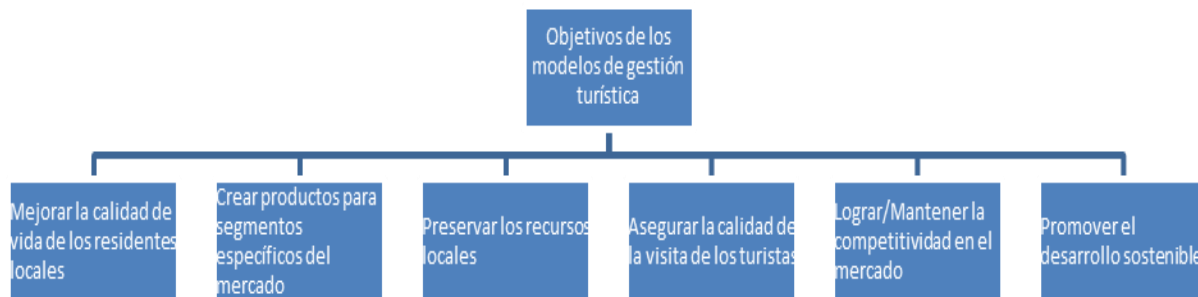 Objetivos de los
modelos de gestión
turística
Mejorar la calidad de
vida de los residentes
locales
Crear productos para
segmentos
específicos del
mercado
Preservar los recursos
locales
Asegurar la calidad de
la visita de los turistas
Lograr/Mantener la
competitividad en el
mercado
Promover el
desarrollo sostenible